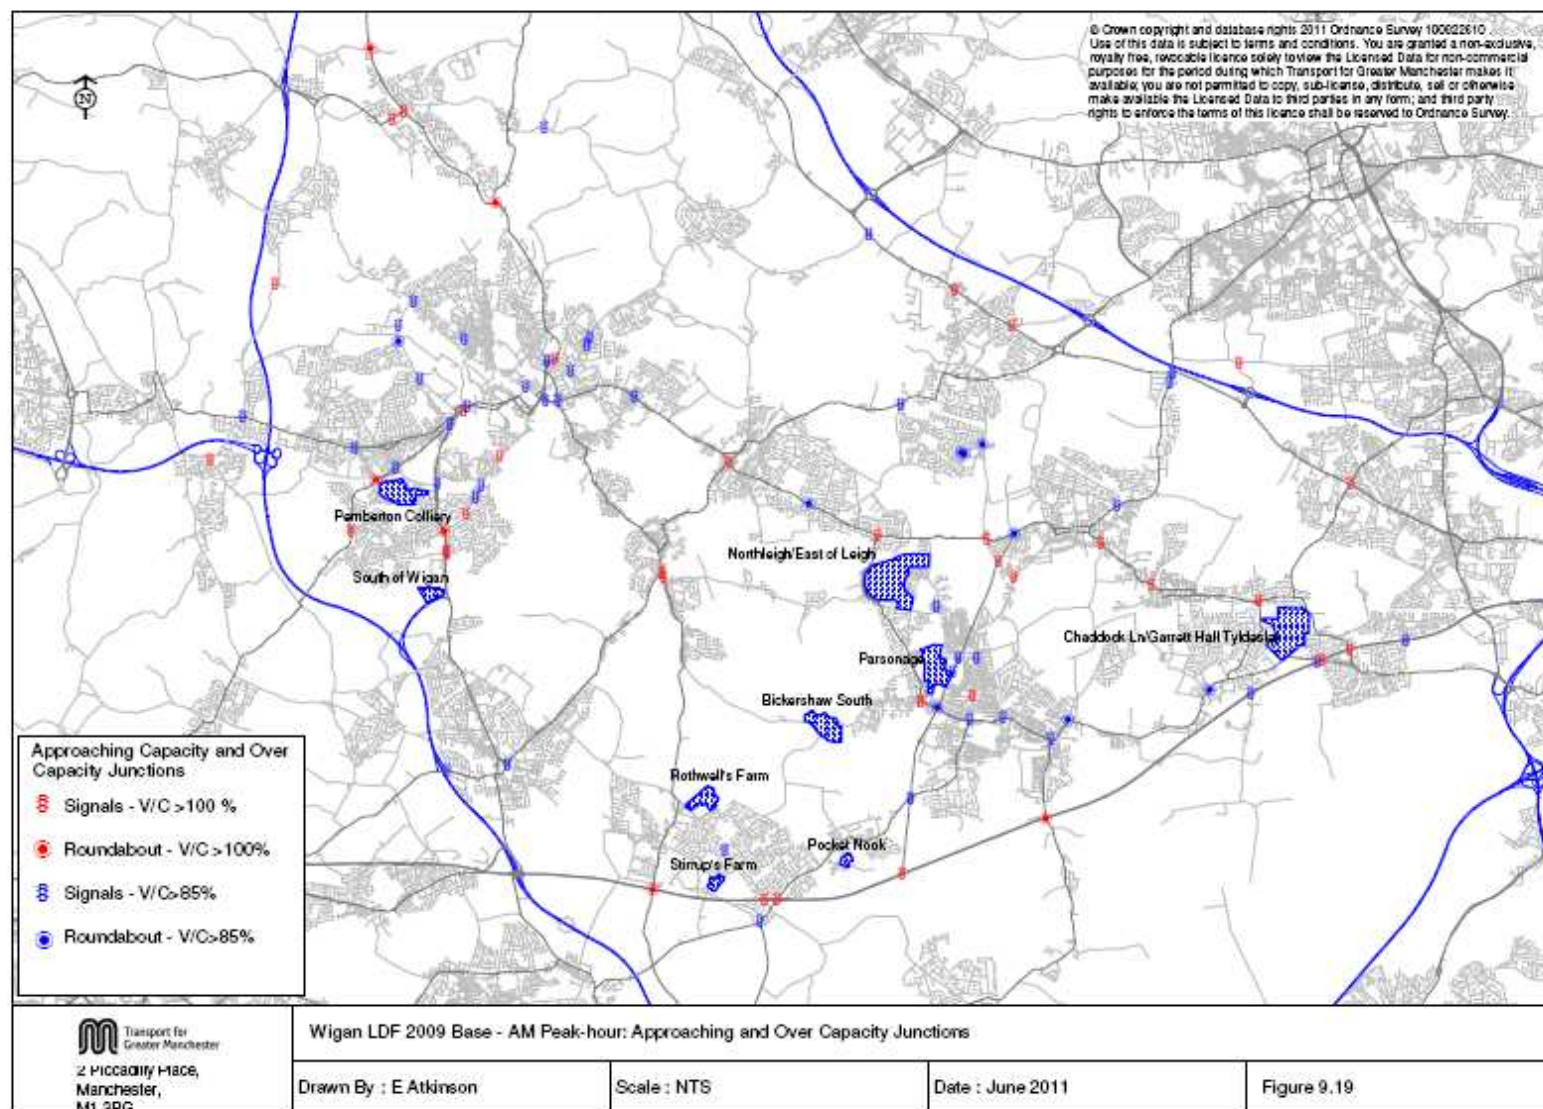 © Crown copyright and database rights 2011 Ordnance Survey 100022610 .
Use of this data is subject to terms and conditions. You are granted a non-exclusive,
royalty free, revocable licence solely to view the Licensed Data for non-commercial
purposes for the period during which Transport for Greater Manchester makes it
available; you are not permitted to copy, sub-license, distribute, sell or otherwise
make available the Licensed Data to third parties in any form; and third party
rights to enforce the terms of this licence shall be reserved to Ordnance Survey.
N
Pemberton Colliery
Northleigh/East of Leigh
South of Wigan
Chaddock Ln/Garrett Hall Tyldesle
Parsonage
Bickershaw South
Rothwell's Farm
Pocket Nook
Stirrup's Farm
Approaching Capacity and Over
Capacity Junctions
Signals - V/C >100 %
Roundabout - V/C >100%
Signals - V/C>85%
Roundabout - V/C>85%
Transport for
Greater Manchester
2 Piccadilly Place,
Manchester,
M1 3BG
Wigan LDF 2009 Base - AM Peak-hour: Approaching and Over Capacity Junctions
Drawn By : E Atkinson
Scale : NTS
Date : June 2011
Figure 9.19